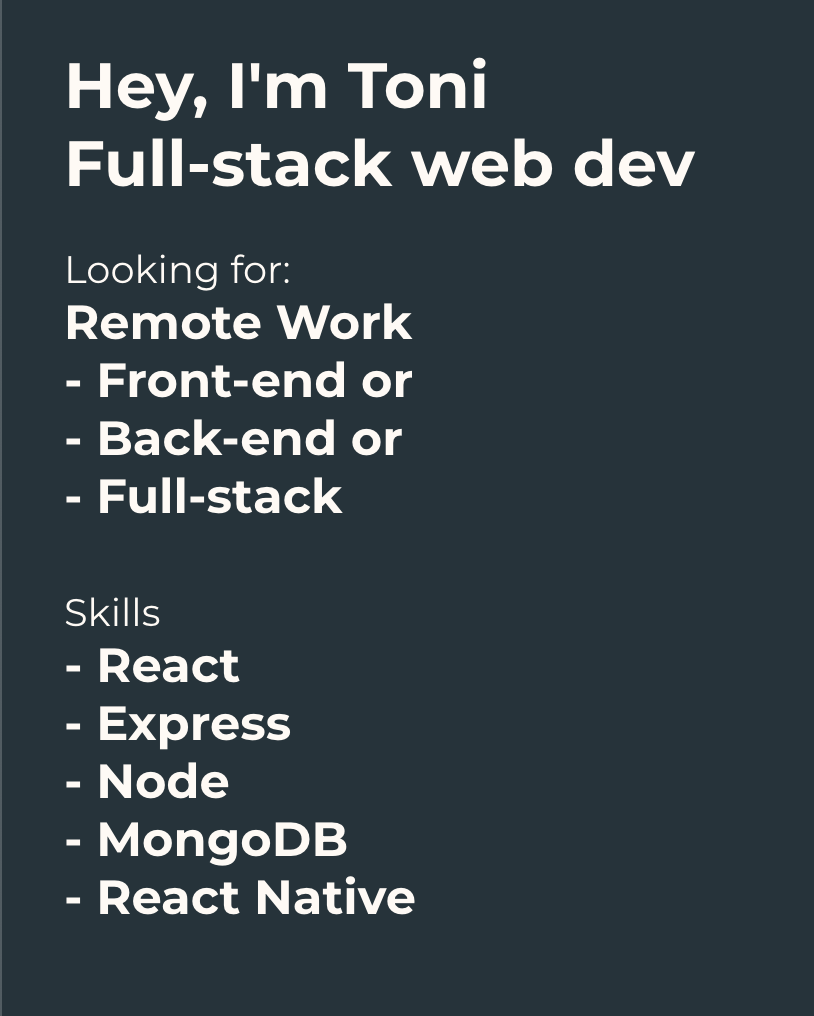 Hey, I'm Toni
Full-stack web dev
Looking for:
Remote Work
- Front-end or
- Back-end or
- Full-stack
Skills
- React
- Express
- Node
- MongoDB
- React Native